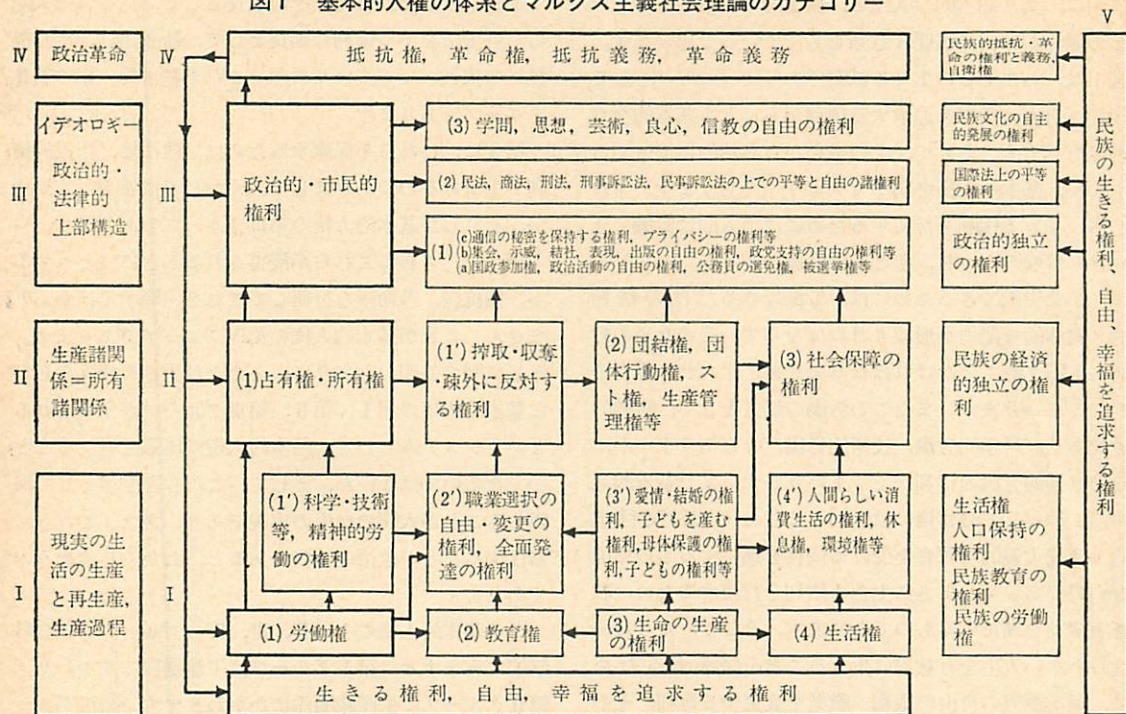 図1 基本的人権の体系とマルクス主義社会理論のカテゴリー
V
IV
政治革命
IV
抵抗権,革命権,抵抗義務,革命義務
民族的抵抗・革
命の権利と義務、
自衛権
III
イデオロギー
政治的・
法律的
上部構造
III
政治的・市民的
権利
(3) 学問,思想,芸術,良心,信教の自由の権利
(2) 民法,商法,刑法,刑事訴訟法,民事訴訟法の上での平等と自由の諸権利
(1)
(c)通信の秘密を保持する権利,プライバシーの権利等
(b)集会,示威,結社,表現,出版の自由の権利,政党支持の自由の権利等
(a)国政参加権,政治活動の自由の権利,公務員の選免権,被選挙権等
民族文化の自主
的発展の権利
国際法上の平等
の権利
政治的独立
の権利
II
生産諸関
係=所有
諸関係
II
(1)占有権・所有権
(1′) 搾取・収奪
・疎外に反対す
る権利
(2) 団結権,団
体行動権,ス
ト権,生産管
理権等
(3) 社会保障の
権利
民族の経済
的独立の権
利
I
現実の生
活の生産
と再生産,
生産過程
I
(1′) 科学・技術
等,精神的労
働の権利
(2′) 職業選択の
自由・変更の
権利,全面発
達の権利
(3′) 愛情・結婚の権
利,子どもを産む
権利,母体保護の権
利,子どもの権利等
(4′) 人間らしい消
費生活の権利,休
息権,環境権等
(1) 労働権
(2) 教育権
(3) 生命の生産
の権利
(4) 生活権
生きる権利,自由,幸福を追求する権利
生活権
人口保持の
権利
民族教育の
権利
民族の労働
権
民族の生きる権利、自由、幸福を追求する権利